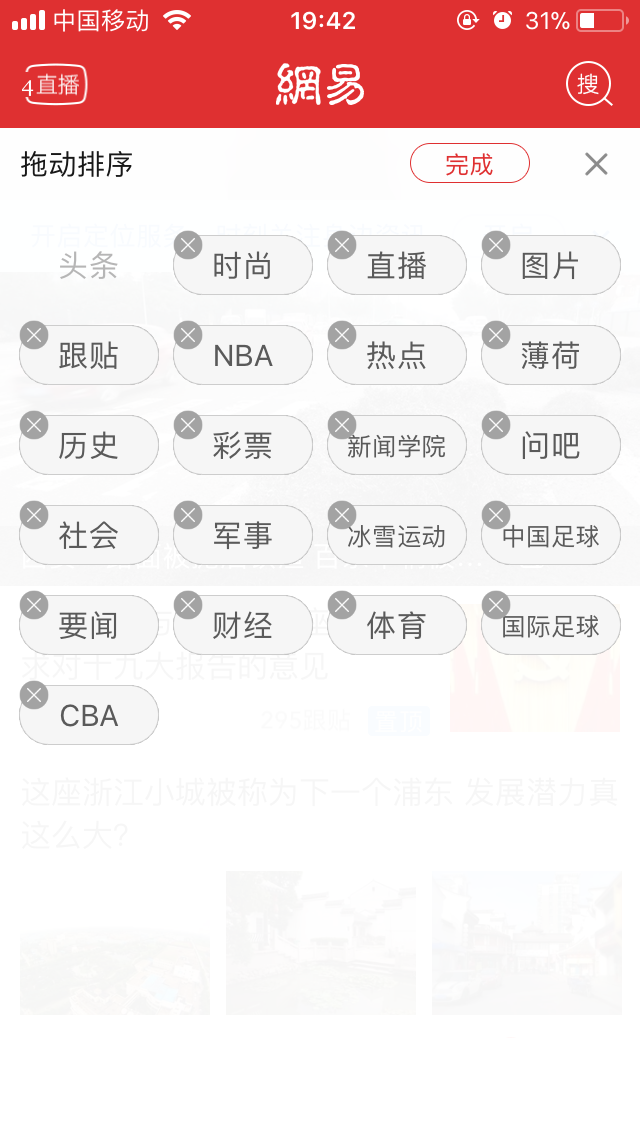 中国移动 19:42 31%
4直播 網易 搜
拖动排序 完成
头条 时尚 直播 图片
跟贴 NBA 热点 薄荷
历史 彩票 新闻学院 问吧
社会 军事 冰雪运动 中国足球
要闻 财经 体育 国际足球
求对十九大报告的意见
CBA
295跟贴 置顶
这座浙江小城被称为下一个浦东 发展潜力真
这么大?